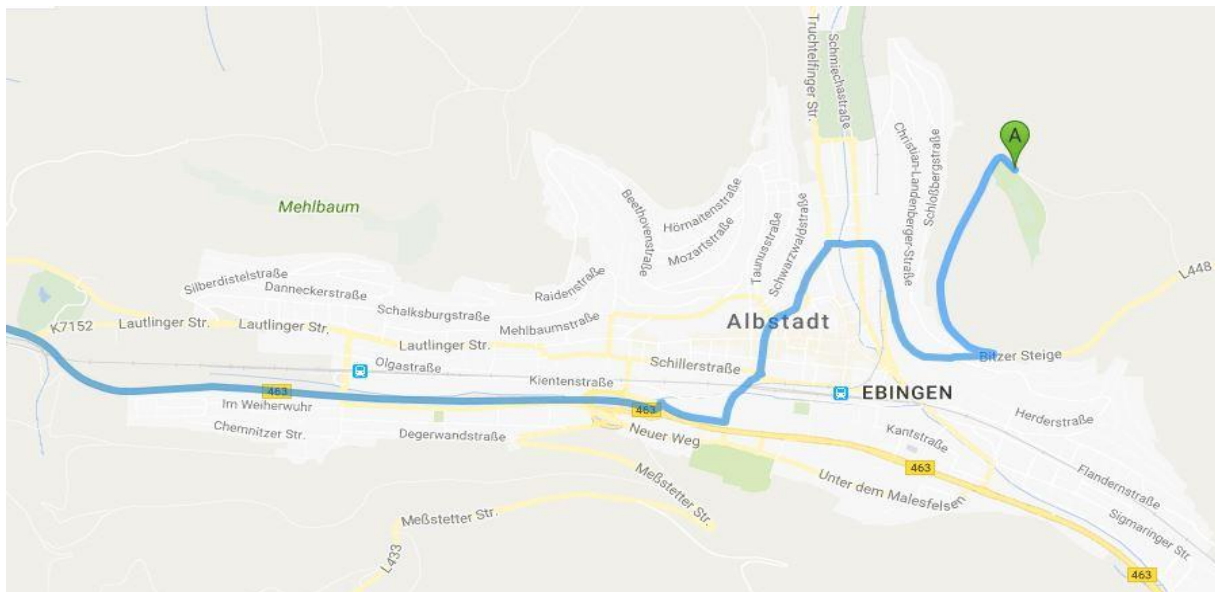 Truchtelfinger Str.
Schmiechastraße
Christian-Landenberger-Straße
Schloßbergstraße
A
Mehlbaum
Beethovenstraße
Hörnaltenstraße
Mozartstraße
Taunusstraße
Schwarzwaldstraße
L448
Silberdistelstraße
Danneckerstraße
Raidenstraße
Schalksburgstraße
K7152
Lautlinger Str.
Lautlinger Str.
Mehlbaumstraße
Albstadt
Lautlinger Str.
Bitzer Steige
Olgastraße
Schillerstraße
Kientenstraße
463
EBINGEN
Im Weiherwuhr
463
Herderstraße
Chemnitzer Str.
Degerwandstraße
Neuer Weg
Kantstraße
463
Meßstetter Str.
Unter dem Malesfelsen
Flandernstraße
Meßstetter Str.
Sigmaringer Str.
L433
463